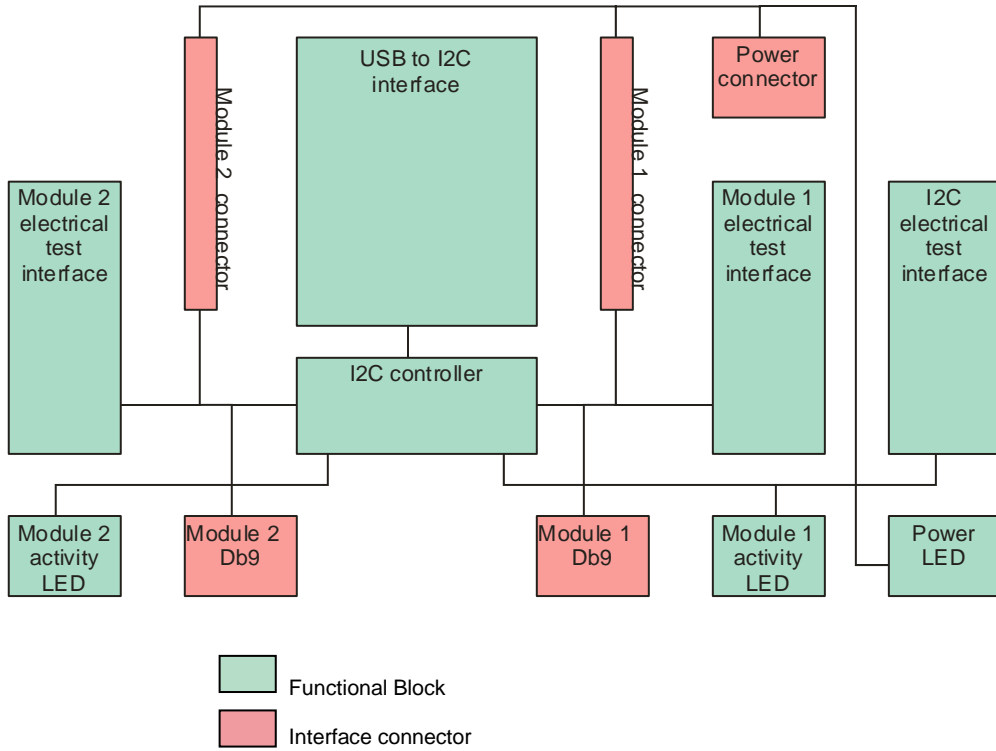 USB to I2C
interface
Power
connector
Module 2 connector
Module 1 connector
Module 2
electrical
test
interface
Module 1
electrical
test
interface
I2C
electrical
test
interface
I2C controller
Module 2
activity
LED
Module 2
Db9
Module 1
Db9
Module 1
activity
LED
Power
LED
Functional Block
Interface connector